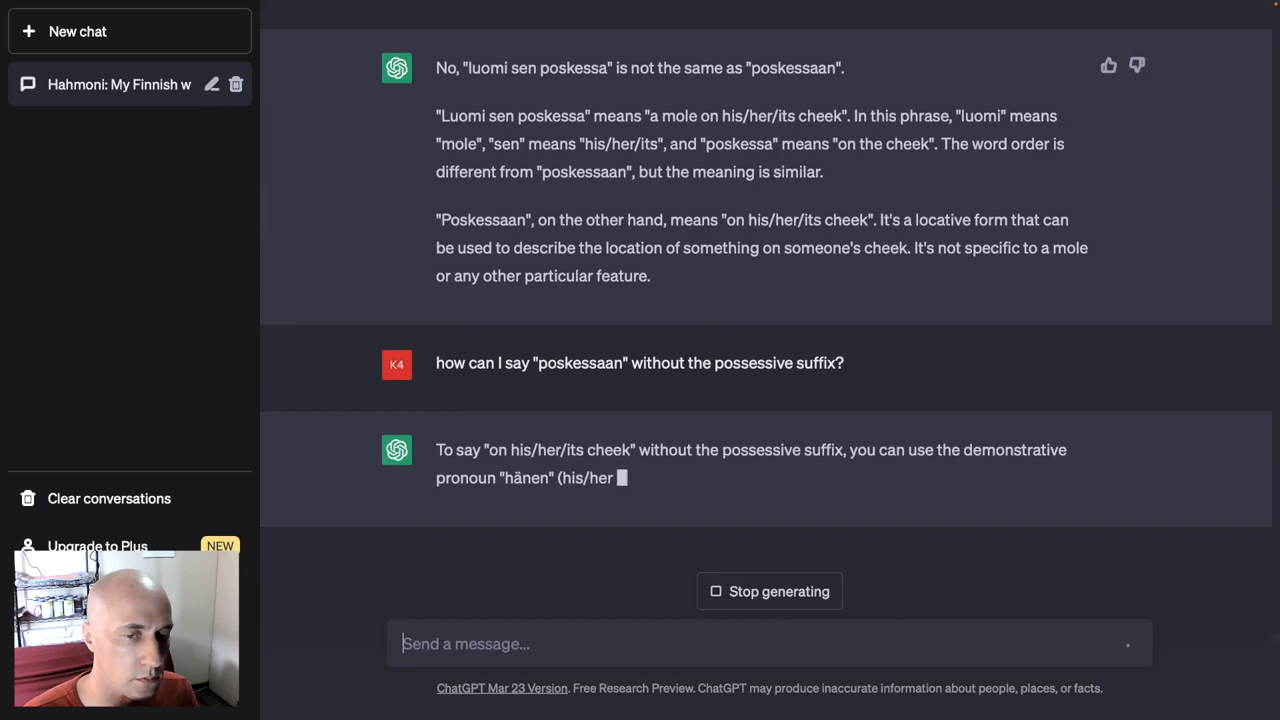 New chat
Hahmoni: My Finnish w
No, "luomi sen poskessa" is not the same as "poskessaan".
"Luomi sen poskessa" means "a mole on his/her/its cheek". In this phrase, "luomi" means
"mole", "sen" means "his/her/its", and "poskessa" means "on the cheek". The word order is
different from "poskessaan", but the meaning is similar.
"Poskessaan", on the other hand, means "on his/her/its cheek". It's a locative form that can
be used to describe the location of something on someone's cheek. It's not specific to a mole
or any other particular feature.
K4
how can I say "poskessaan" without the possessive suffix?
To say "on his/her/its cheek" without the possessive suffix, you can use the demonstrative
pronoun "hänen" (his/her
Clear conversations
Upgrade to Plus
NEW
Stop generating
Send a message...
ChatGPT Mar 23 Version. Free Research Preview. ChatGPT may produce inaccurate information about people, places, or facts.